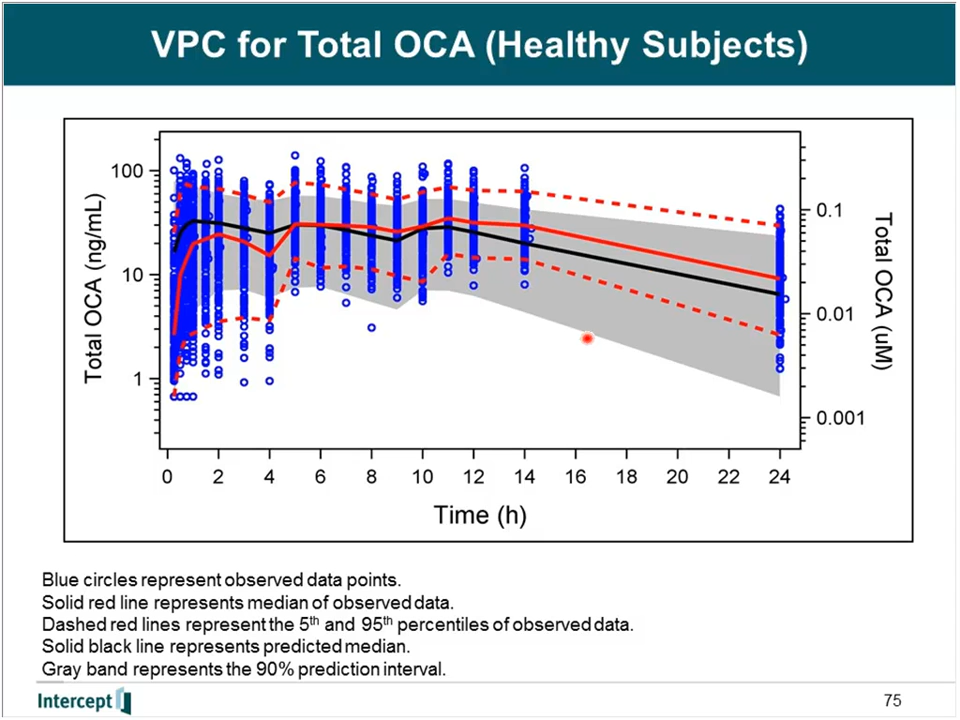 VPC for Total OCA (Healthy Subjects)
Total OCA (ng/mL)
100
10
1
0.1
0.01
0.001
Total OCA (uM)
0 2 4 6 8 10 12 14 16 18 20 22 24
Time (h)
Blue circles represent observed data points.
Solid red line represents median of observed data.
Dashed red lines represent the 5th and 95th percentiles of observed data.
Solid black line represents predicted median.
Gray band represents the 90% prediction interval.
Intercept
75